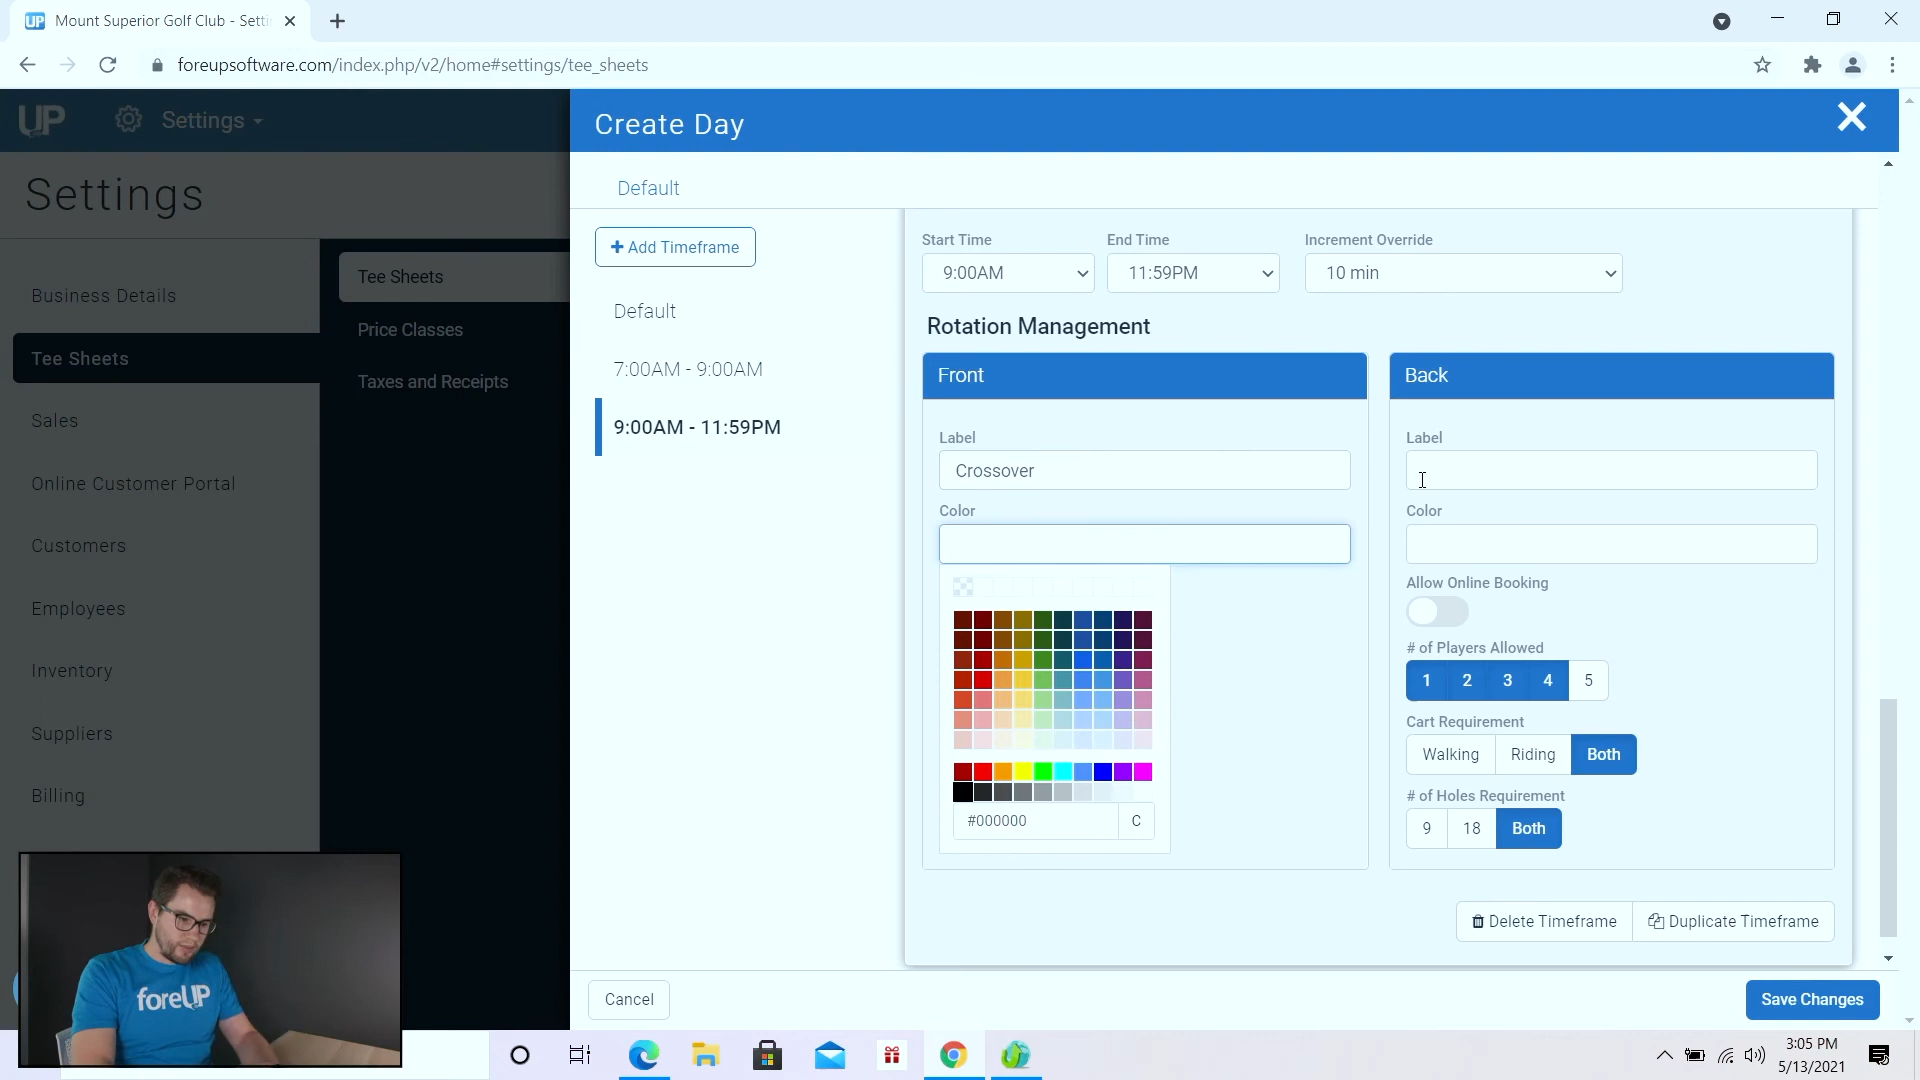 UP Mount Superior Golf Club - Setti
foreupsoftware.com/index.php/v2/home#settings/tee_sheets
UP Settings
Create Day
Settings
Default
Add Timeframe
Default
7:00AM - 9:00AM
9:00AM - 11:59PM
Business Details
Tee Sheets
Sales
Online Customer Portal
Customers
Employees
Inventory
Suppliers
Billing
Tee Sheets
Price Classes
Taxes and Receipts
Start Time End Time Increment Override
9:00AM 11:59PM 10 min
Rotation Management
Front
Label
Crossover
Color
#000000 C
Back
Label
Color
Allow Online Booking
# of Players Allowed
1 2 3 4 5
Cart Requirement
Walking Riding Both
# of Holes Requirement
9 18 Both
Delete Timeframe Duplicate Timeframe
Cancel Save Changes
foreUP
3:05 PM
5/13/2021